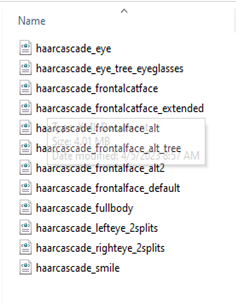 Name
haarcascade_eye
haarcascade_eye_tree_eyeglasses
haarcascade_frontalcatface
haarcascade_frontalcatface_extended
haarcascade_frontalface_alt
haarcascade_frontalface_alt_tree
haarcascade_frontalface_alt2
haarcascade_frontalface_default
haarcascade_fullbody
haarcascade_lefteye_2splits
haarcascade_righteye_2splits
haarcascade_smile
Size: 4.01 MB
Date modified: 4/5/2023 8:57 AM